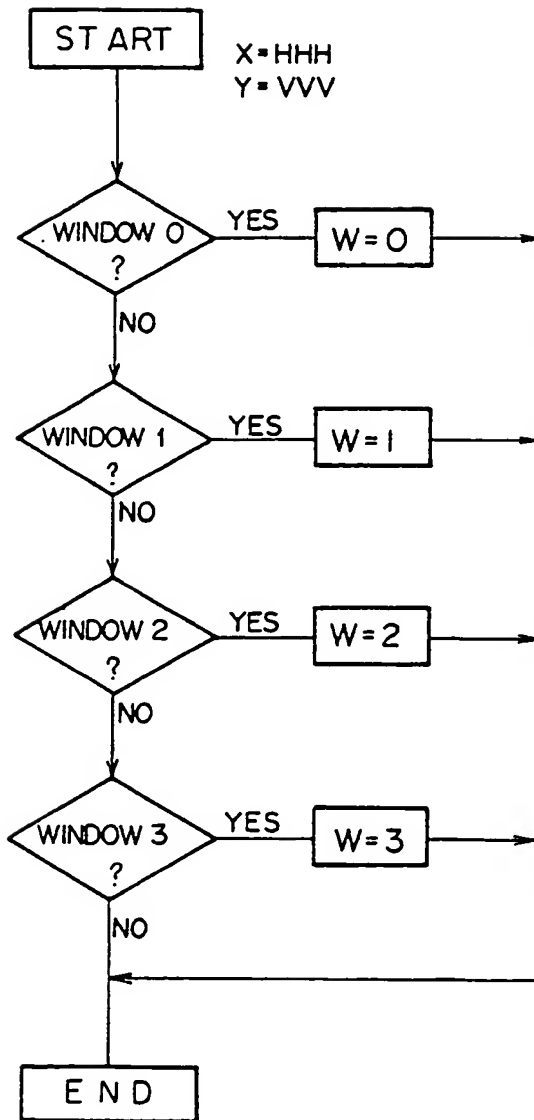 START
X=HHH
Y=VVV
WINDOW 0
?
YES
W=0
NO
WINDOW 1
?
YES
W=1
NO
WINDOW 2
?
YES
W=2
NO
WINDOW 3
?
YES
W=3
NO
END